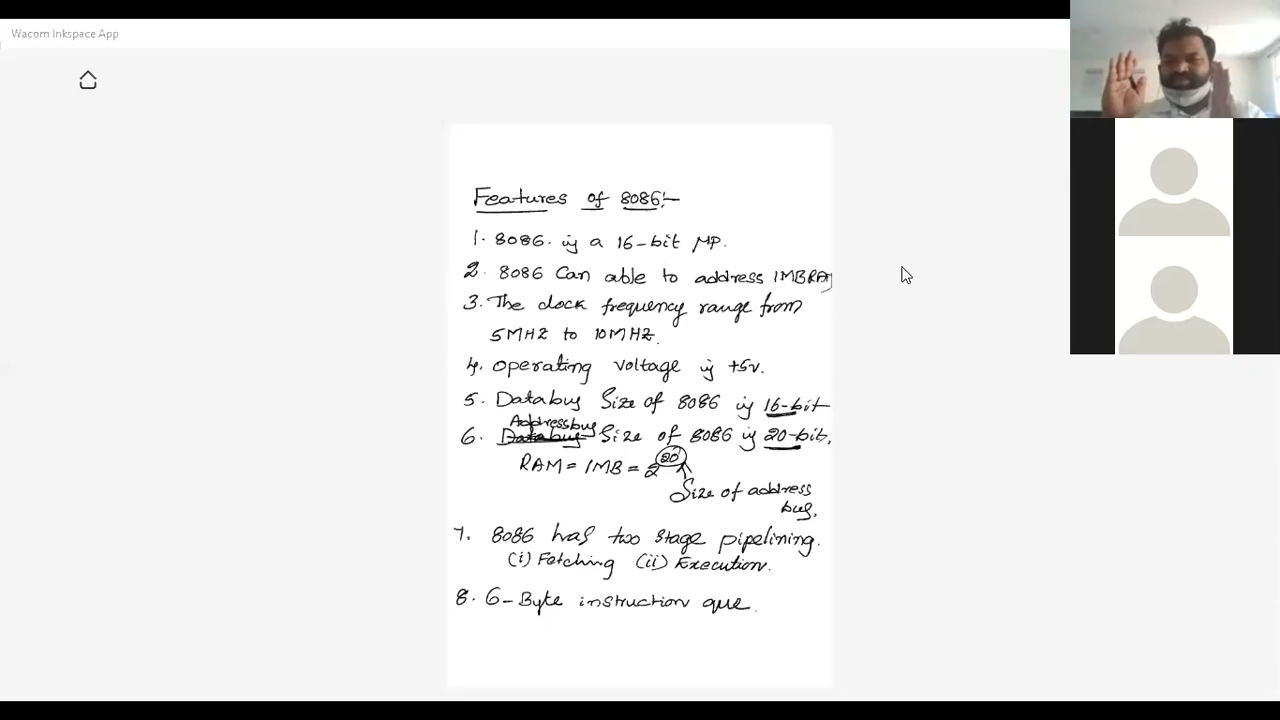 Wacom Inkspace App
Features of 8086:-
1. 8086. is a 16-bit MP.
2. 8086 Can able to address 1MBRAM
3. The clock frequency range from
5MHZ to 10MHZ.
4. Operating voltage is +5v.
5. Databus Size of 8086 is 16-bit
Addressbus
6. Databus Size of 8086 is 20-bit.
RAM = 1MB = 2^20
Size of address
bus.
7. 8086 has two stage pipelining.
(i) Fetching (ii) Execution.
8. 6-Byte instruction que.